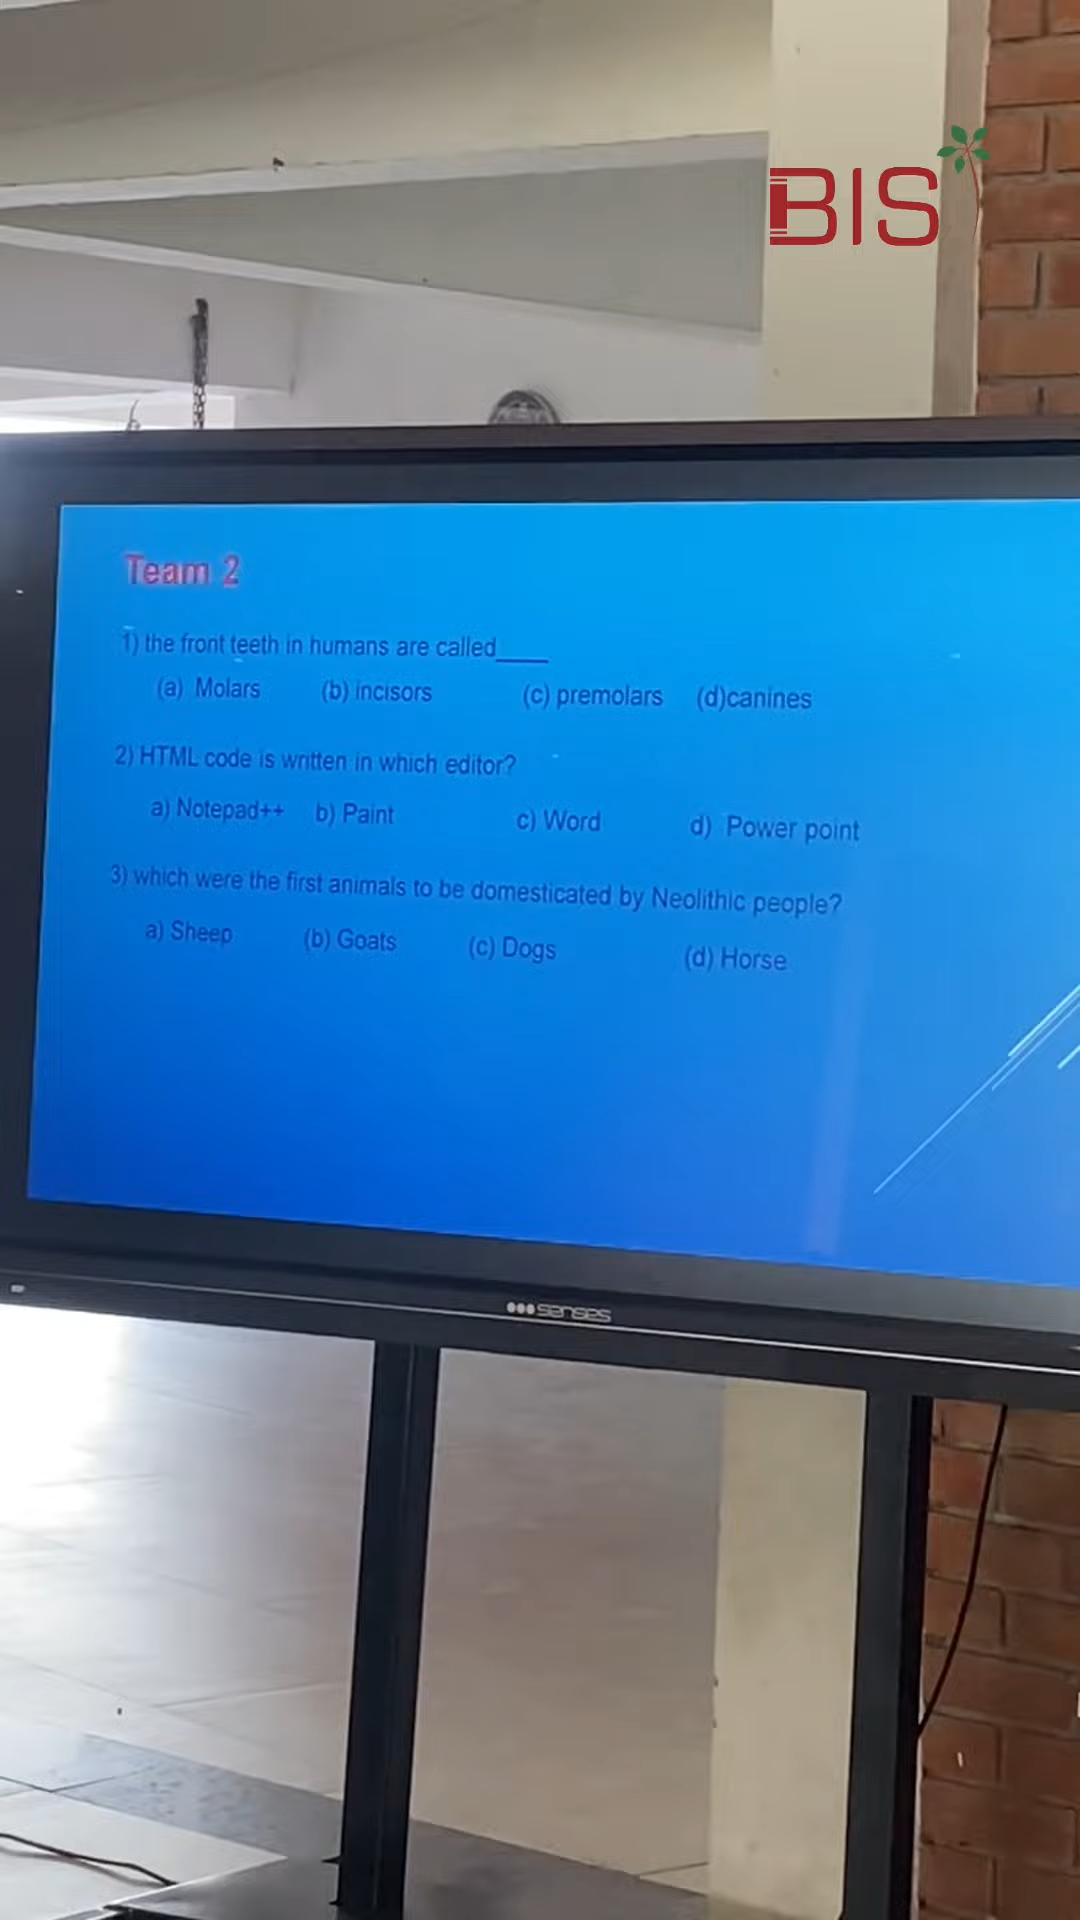 BIS
Team 2
1) the front teeth in humans are called____
(a) Molars (b) incisors (c) premolars (d)canines
2) HTML code is written in which editor?
a) Notepad++ b) Paint c) Word d) Power point
3) which were the first animals to be domesticated by Neolithic people?
a) Sheep (b) Goats (c) Dogs (d) Horse
senses